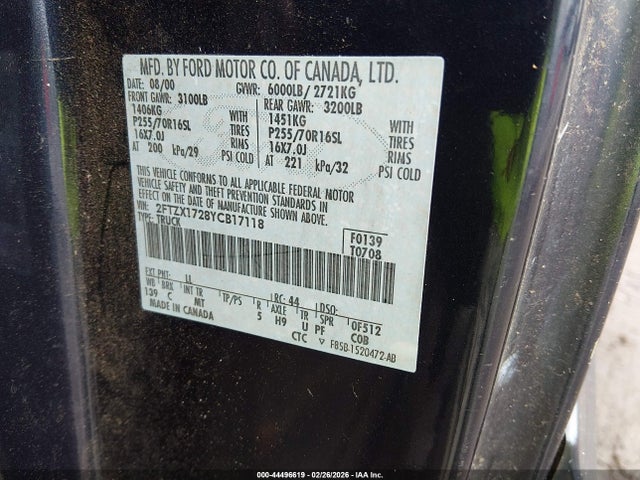 MFD. BY FORD MOTOR CO. OF CANADA, LTD.
DATE: 08/00 GVWR: 6000LB/ 2721KG
FRONT GAWR: 3100LB REAR GAWR: 3200LB
1406KG WITH 1451KG WITH
P255/70R16SL TIRES P255/70R16SL TIRES
16X7.0J RIMS 16X7.0J RIMS
AT 200 kPa/29 PSI COLD AT 221 kPa/32 PSI COLD
THIS VEHICLE CONFORMS TO ALL APPLICABLE FEDERAL MOTOR
VEHICLE SAFETY AND THEFT PREVENTION STANDARDS IN
EFFECT ON THE DATE OF MANUFACTURE SHOWN ABOVE.
VIN: 2FTZX1728YCB17118
TYPE: TRUCK
F0139
T0708
EXT PNT: LL RC: 44 DSO:
WB BRK INT TR TP/PS R AXLE TR SPR 0F512
139 C MT 5 H9 U PF COB
MADE IN CANADA CTC F85B-1520472-AB
000-44496619 - 02/26/2026 - IAA Inc.